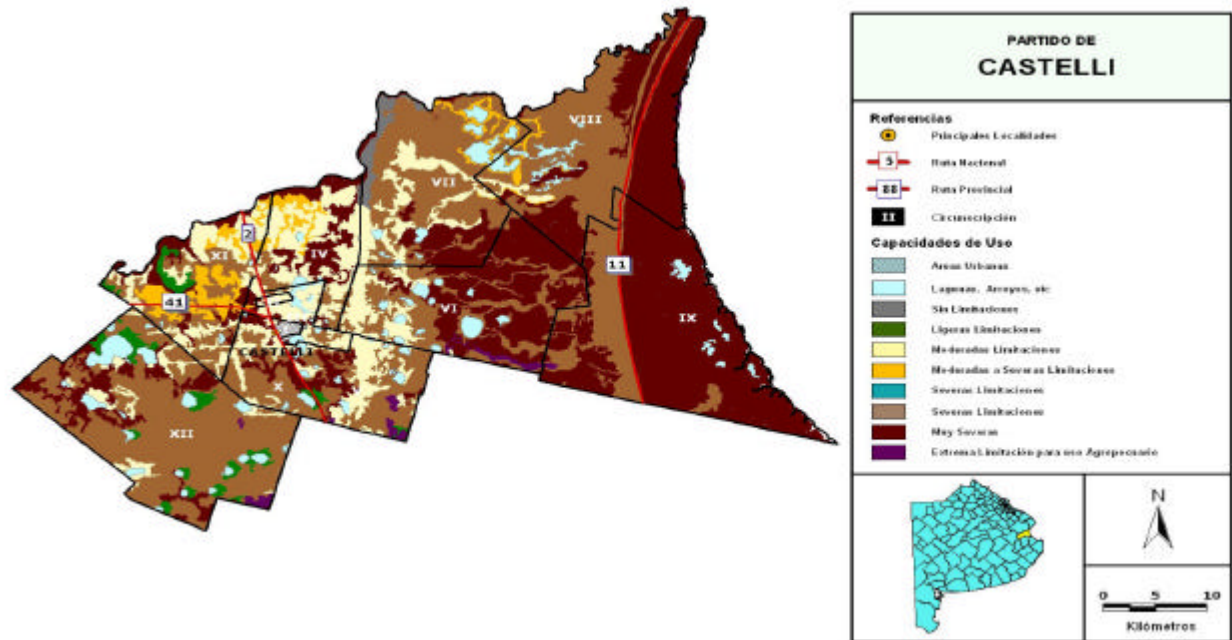 VIII
VII
XI
2
IV
41
VI
11
IX
CASTELLI
X
XII
PARTIDO DE
CASTELLI
Referencias
Principales Localidades
5 Ruta Nacional
88 Ruta Provincial
II Circunscripción
Capacidades de Uso
Areas Urbanas
Lagunas, Arroyos, etc
Sin Limitaciones
Ligeras Limitaciones
Moderadas Limitaciones
Moderadas a Severas Limitaciones
Severas Limitaciones
Severas Limitaciones
Muy Severas
Extrema Limitación para uso Agropecuario
N
0 5 10
Kilómetros